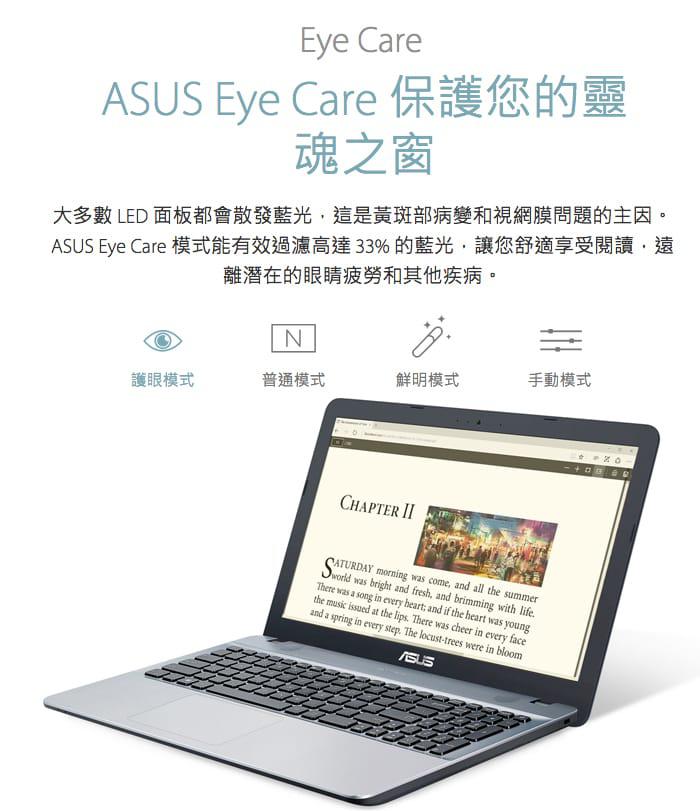 Eye Care
ASUS Eye Care 保護您的靈
魂之窗
大多數 LED 面板都會散發藍光，這是黃斑部病變和視網膜問題的主因。
ASUS Eye Care 模式能有效過濾高達 33% 的藍光，讓您舒適享受閱讀，遠
離潛在的眼睛疲勞和其他疾病。
N
護眼模式
普通模式
鮮明模式
手動模式
CHAPTER II
SATURDAY morning was come, and all the summer
world was bright and fresh, and brimming with life.
There was a song in every heart; and if the heart was young
the music issued at the lips. There was cheer in every face
and a spring in every step. The locust-trees were in bloom
ASUS